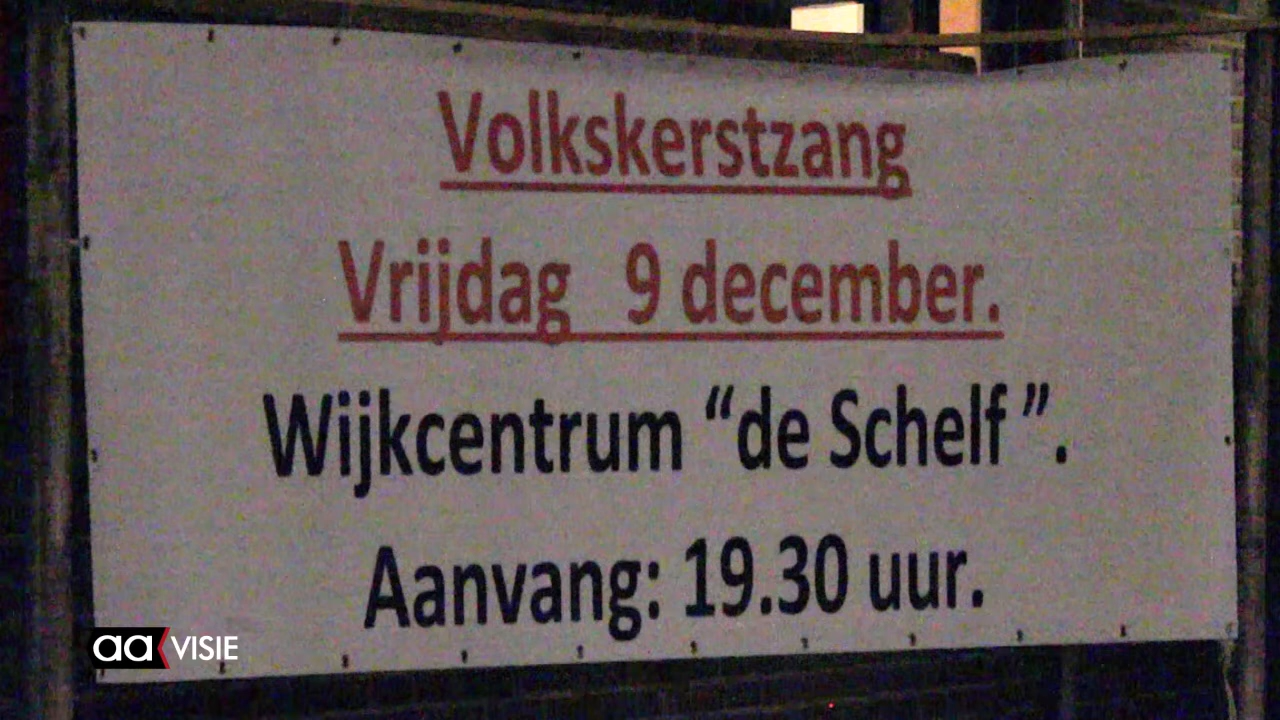 Volkskerstzang
Vrijdag 9 december.
Wijkcentrum “de Schelf ”.
Aanvang: 19.30 uur.
aa VISIE